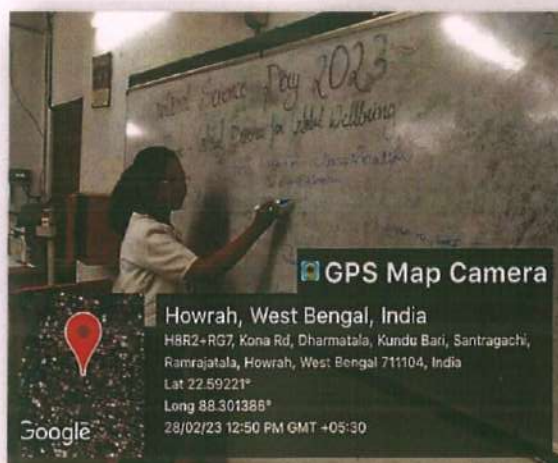 National Science Day 2023
Global Science for Global Wellbeing
GPS Map Camera
Howrah, West Bengal, India
H8R2+RG7, Kona Rd, Dharmatala, Kundu Bari, Santragachi,
Ramrajatala, Howrah, West Bengal 711104, India
Lat 22.59221°
Long 88.301386°
28/02/23 12:50 PM GMT +05:30
Google